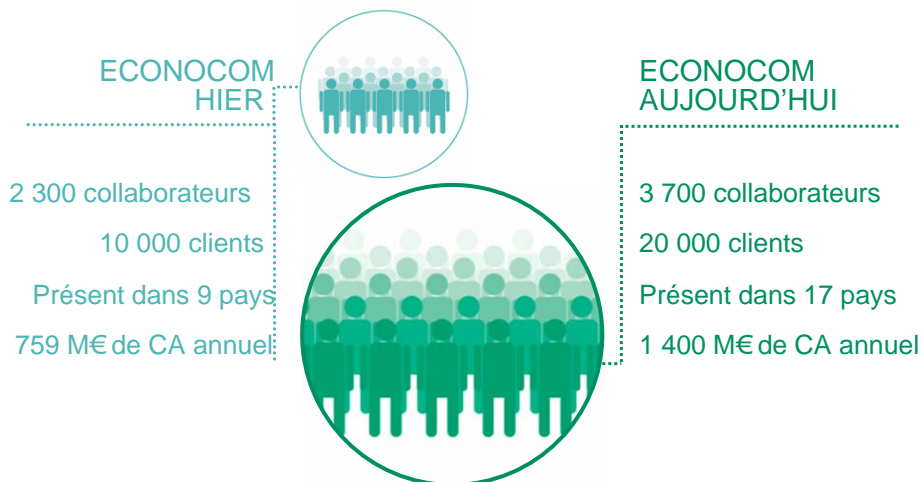 ECONOCOM
HIER
2 300 collaborateurs
10 000 clients
Présent dans 9 pays
759 M€ de CA annuel
ECONOCOM
AUJOURD'HUI
3 700 collaborateurs
20 000 clients
Présent dans 17 pays
1 400 M€ de CA annuel